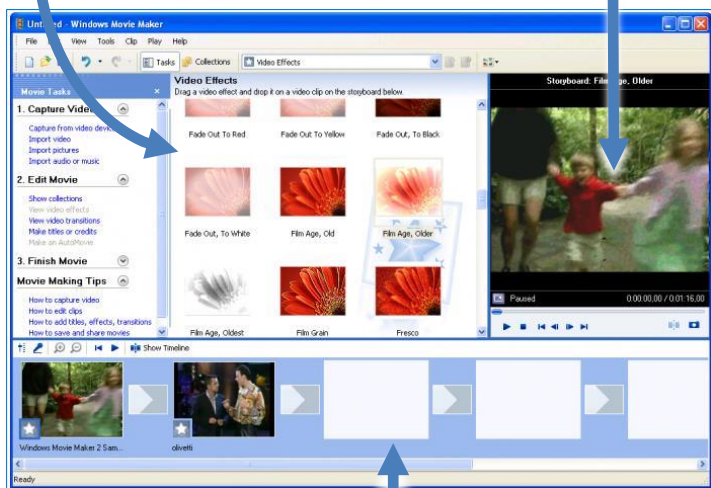 Untitled - Windows Movie Maker
File View Tools Clip Play Help
Tasks Collections Video Effects
Movie Tasks
1. Capture Video
Capture from video device
Import video
Import pictures
Import audio or music
2. Edit Movie
Show collections
View video effects
View video transitions
Make titles or credits
Make an AutoMovie
3. Finish Movie
Movie Making Tips
How to capture video
How to edit clips
How to add titles, effects, transitions
How to save and share movies
Video Effects
Drag a video effect and drop it on a video clip on the storyboard below.
Fade Out To Red Fade Out To Yellow Fade Out, To Black
Fade Out, To White Film Age, Old Film Age, Older
Film Age, Oldest Film Grain Fresco
Storyboard: Film Age, Older
Paused 0:00:00,00 / 0:01:16,00
Show Timeline
Windows Movie Maker 2 Sam... olivetti
Ready